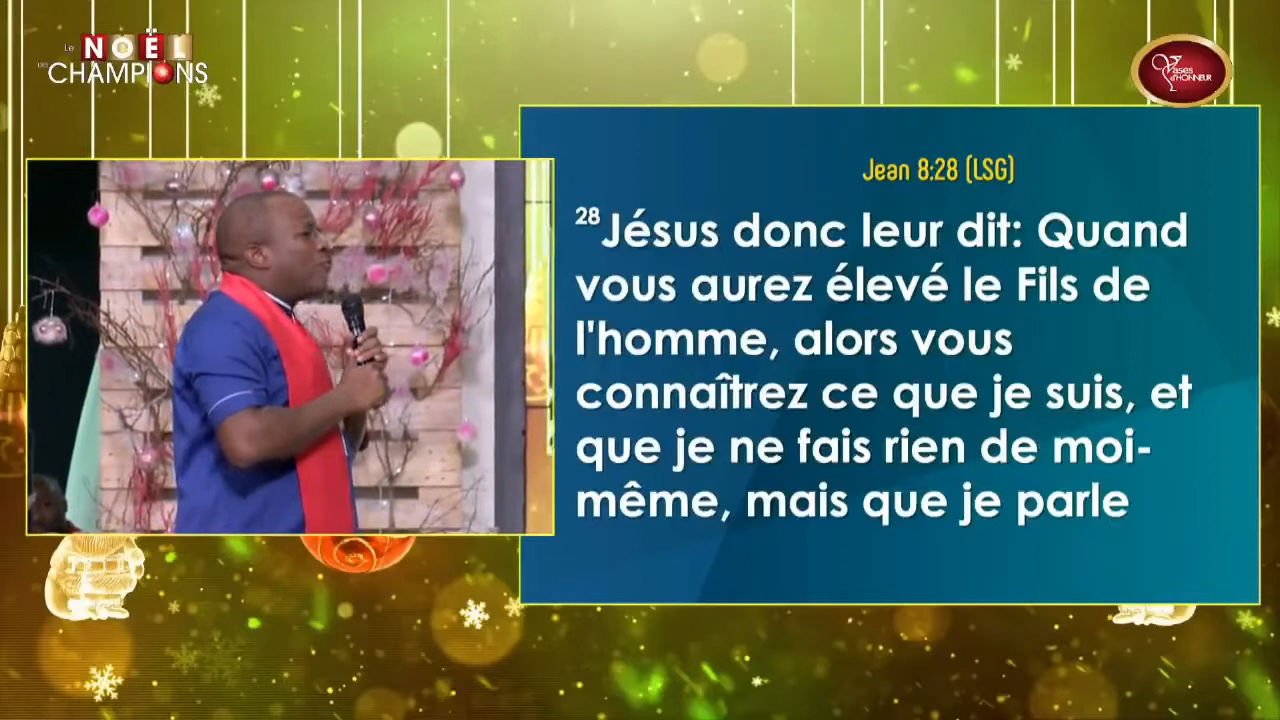 Le NOËL
DES CHAMPIONS
Vases
d'HONNEUR
Jean 8:28 (LSG)
28Jésus donc leur dit: Quand
vous aurez élevé le Fils de
l'homme, alors vous
connaîtrez ce que je suis, et
que je ne fais rien de moi-
même, mais que je parle